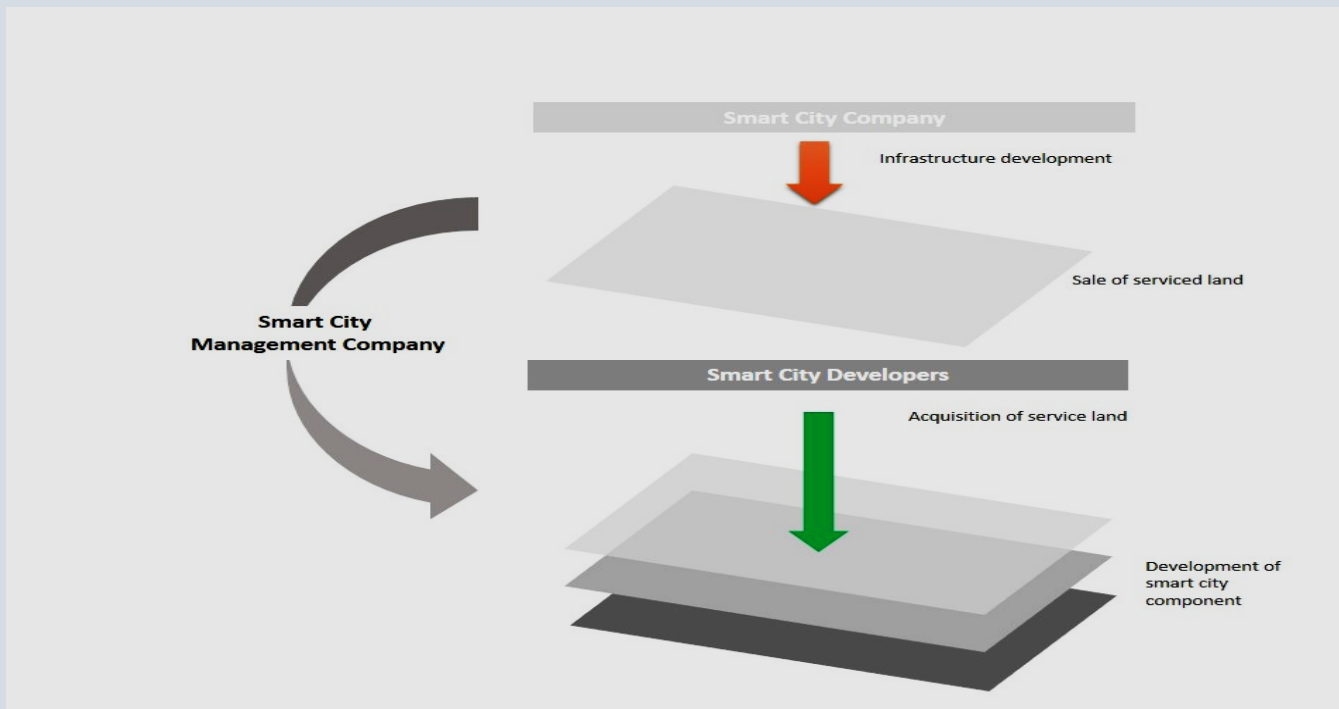 Smart City Company
Infrastructure development
Sale of serviced land
Smart City
Management Company
Smart City Developers
Acquisition of service land
Development of
smart city
component